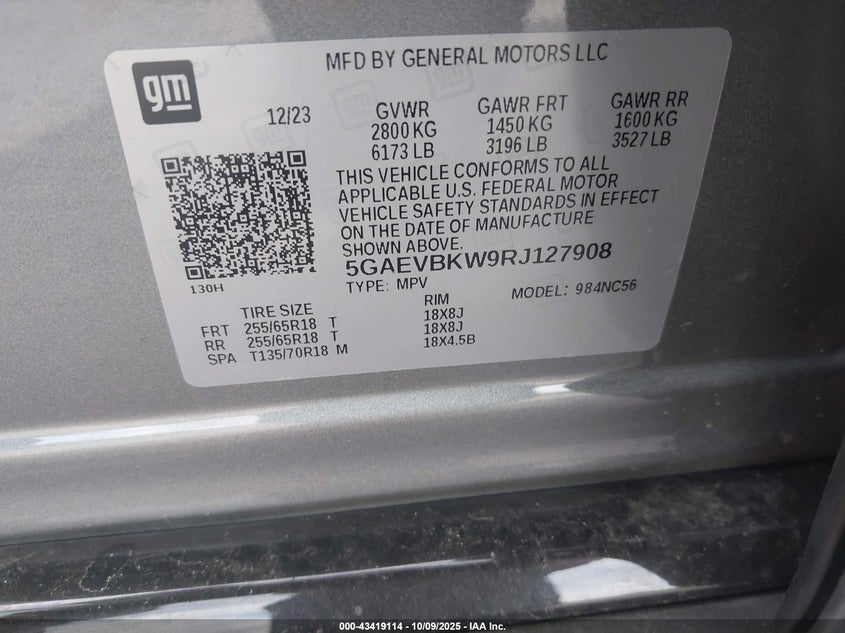 gm
MFD BY GENERAL MOTORS LLC
12/23
GVWR
2800 KG
6173 LB
GAWR FRT
1450 KG
3196 LB
GAWR RR
1600 KG
3527 LB
THIS VEHICLE CONFORMS TO ALL
APPLICABLE U.S. FEDERAL MOTOR
VEHICLE SAFETY STANDARDS IN EFFECT
ON THE DATE OF MANUFACTURE
SHOWN ABOVE.
5GAEVBKW9RJ127908
130H
TYPE: MPV
MODEL: 984NC56
TIRE SIZE RIM
FRT 255/65R18 T 18X8J
RR 255/65R18 T 18X8J
SPA T135/70R18 M 18X4.5B
000-43419114 - 10/09/2025 - IAA Inc.